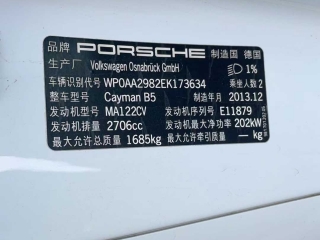 品牌 PORSCHE 制造国 德国
生产厂 Volkswagen Osnabrück GmbH 1%
车辆识别代号 WP0AA2982EK173634 乘坐人数 2
整车型号 Cayman B5 制造年月 2013.12
发动机型号 MA122CV 发动机序列号 E11879
发动机排量 2706cc 发动机最大净功率 202kW
最大允许总质量 1685kg 最大允许牵引质量 — kg